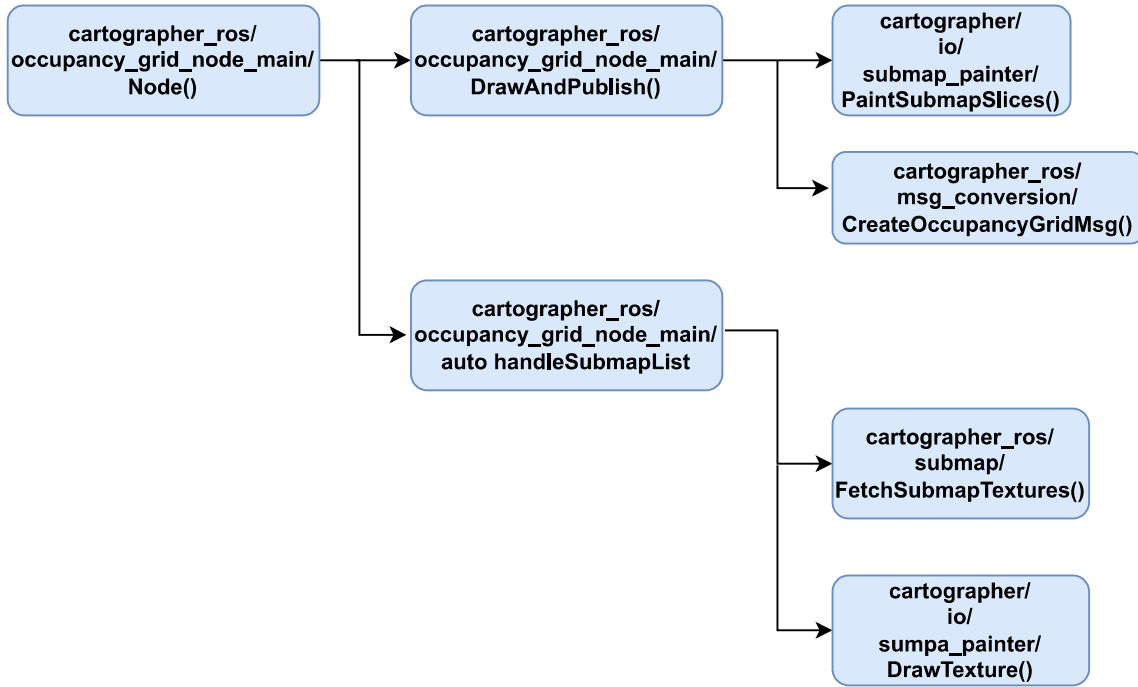 cartographer_ros/
occupancy_grid_node_main/
Node()
cartographer_ros/
occupancy_grid_node_main/
DrawAndPublish()
cartographer/
io/
submap_painter/
PaintSubmapSlices()
cartographer_ros/
msg_conversion/
CreateOccupancyGridMsg()
cartographer_ros/
occupancy_grid_node_main/
auto handleSubmapList
cartographer_ros/
submap/
FetchSubmapTextures()
cartographer/
io/
sumpa_painter/
DrawTexture()